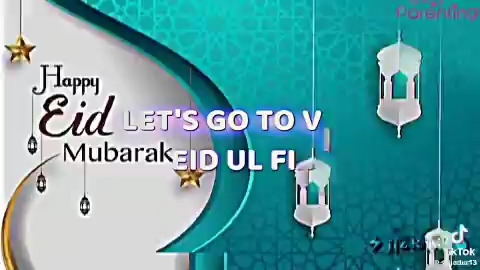 Parenting
Happy
Eid
Mubarak
LET'S GO TO V
EID UL FI
TikTok